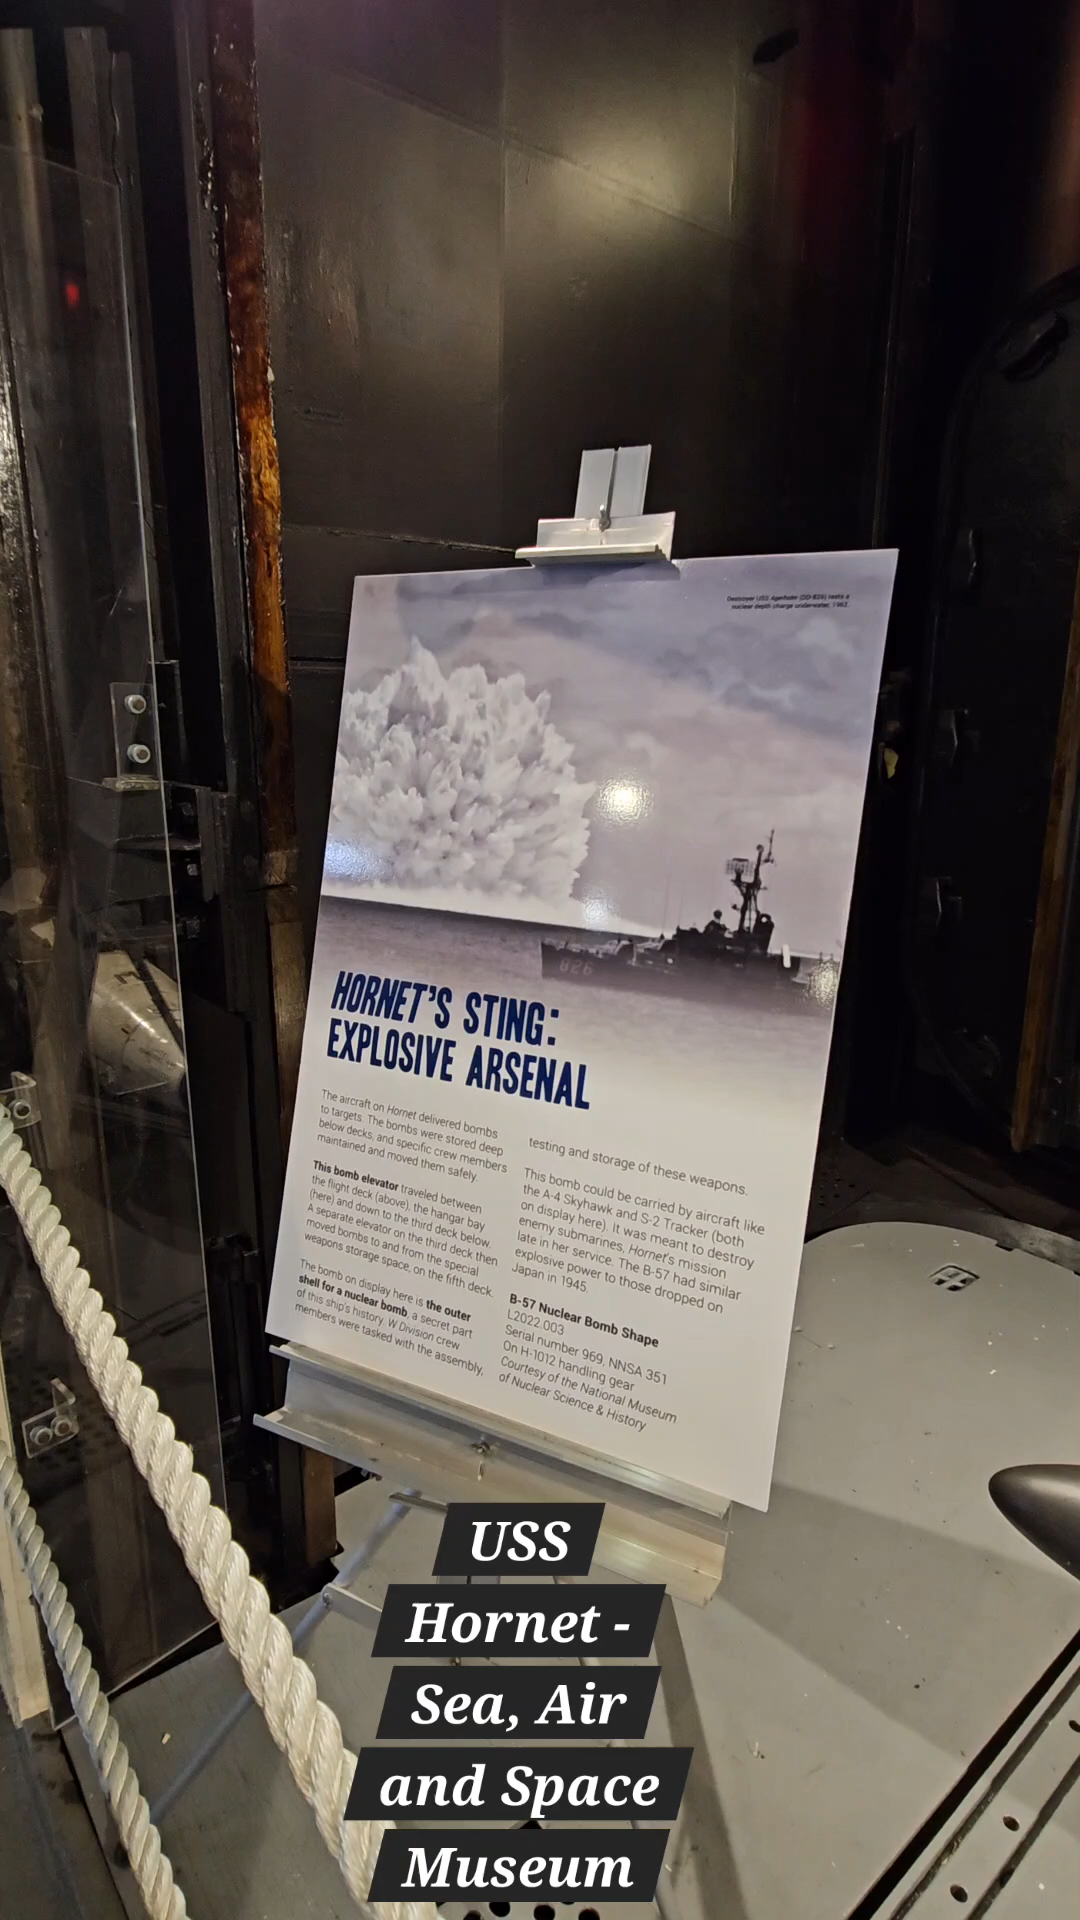 Destroyer USS Agerholm (DD-826) tests a
nuclear depth charge underwater, 1962.
826
HORNET'S STING:
EXPLOSIVE ARSENAL
The aircraft on Hornet delivered bombs
to targets. The bombs were stored deep
below decks, and specific crew members
maintained and moved them safely.
This bomb elevator traveled between
the flight deck (above), the hangar bay
(here) and down to the third deck below.
A separate elevator on the third deck then
moved bombs to and from the special
weapons storage space, on the fifth deck.
The bomb on display here is the outer
shell for a nuclear bomb, a secret part
of this ship's history. W Division crew
members were tasked with the assembly,
testing and storage of these weapons.
This bomb could be carried by aircraft like
the A-4 Skyhawk and S-2 Tracker (both
on display here). It was meant to destroy
enemy submarines, Hornet's mission
late in her service. The B-57 had similar
explosive power to those dropped on
Japan in 1945.
B-57 Nuclear Bomb Shape
L2022.003
Serial number 969, NNSA 351
On H-1012 handling gear
Courtesy of the National Museum
of Nuclear Science & History
USS
Hornet -
Sea, Air
and Space
Museum